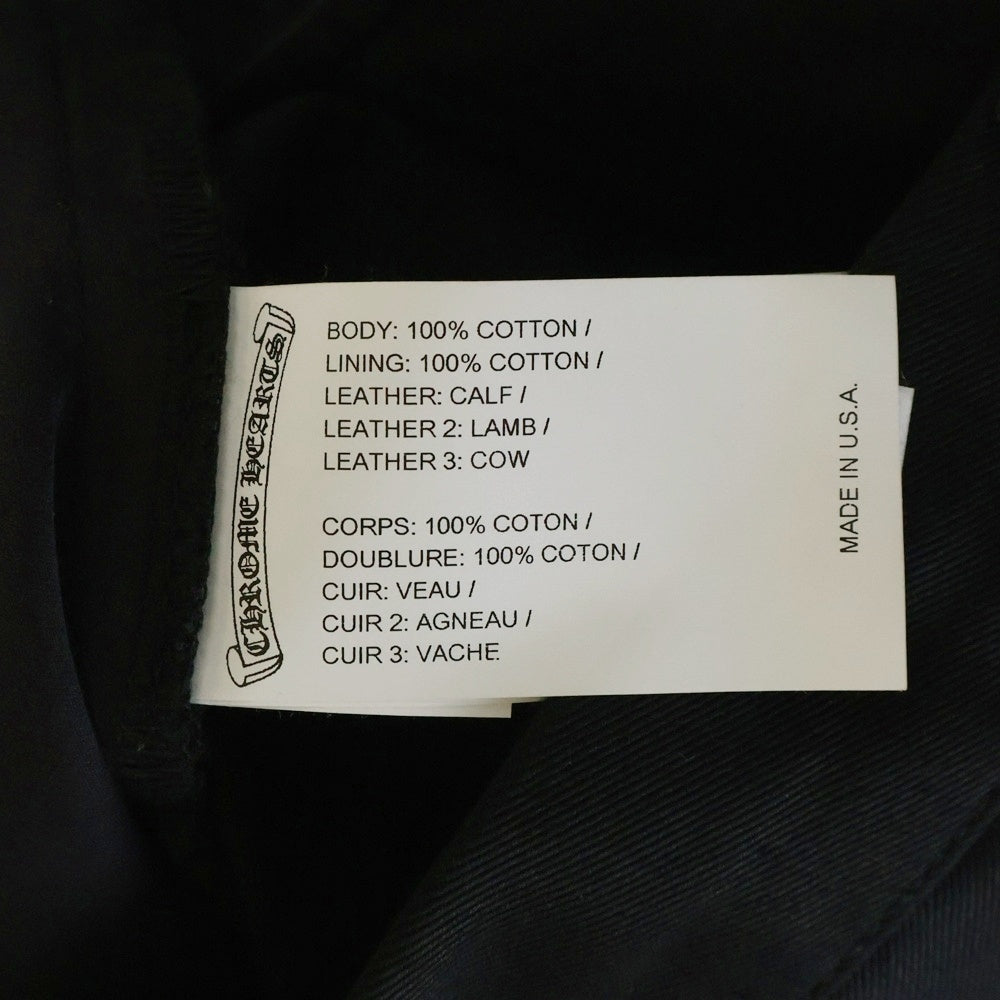 CHROME HEARTS
BODY: 100% COTTON /
LINING: 100% COTTON /
LEATHER: CALF /
LEATHER 2: LAMB /
LEATHER 3: COW
CORPS: 100% COTON /
DOUBLURE: 100% COTON /
CUIR: VEAU /
CUIR 2: AGNEAU /
CUIR 3: VACHE
MADE IN U.S.A.